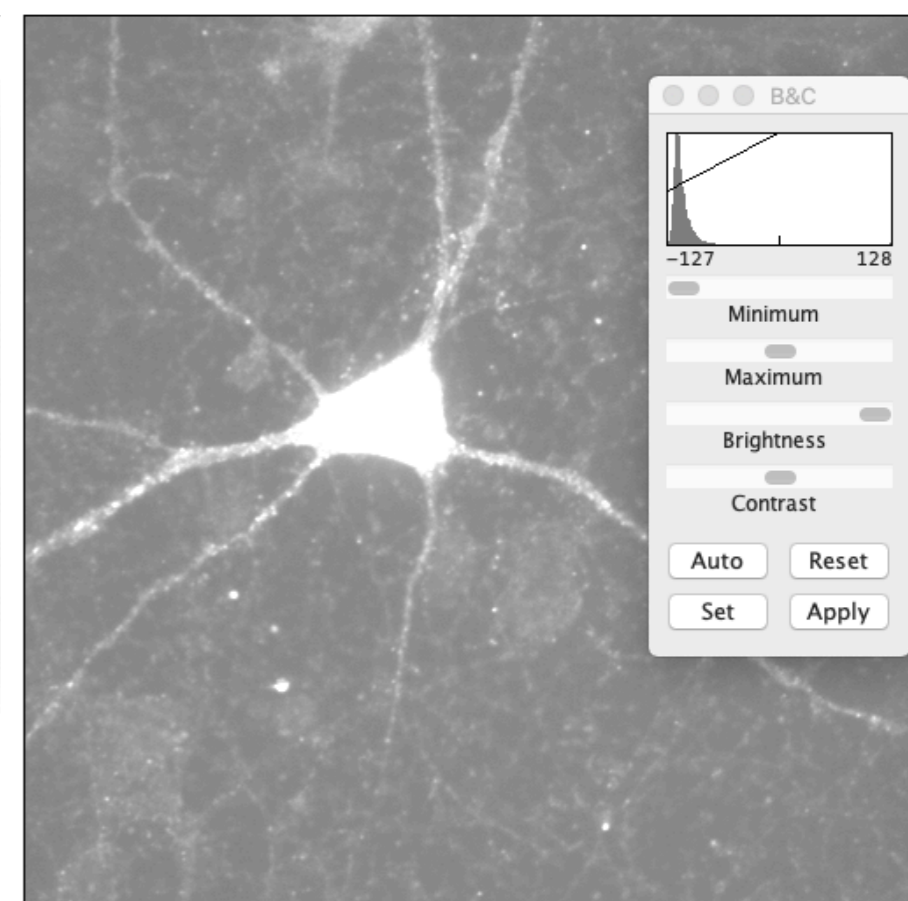 B&C
-127 128
Minimum
Maximum
Brightness
Contrast
Auto Reset
Set Apply